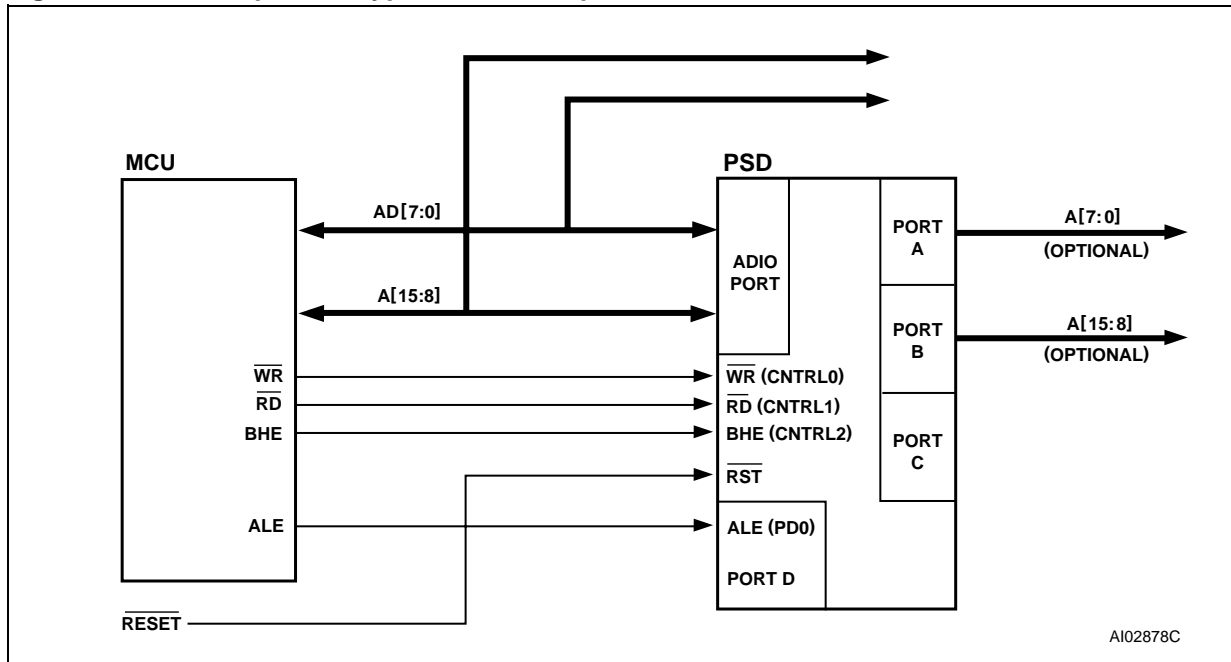 MCU
PSD
AD[7:0]
A[15:8]
WR
RD
BHE
ALE
RESET
ADIO
PORT
WR (CNTRL0)
RD (CNTRL1)
BHE (CNTRL2)
RST
ALE (PD0)
PORT D
PORT
A
PORT
B
PORT
C
A[7:0]
(OPTIONAL)
A[15:8]
(OPTIONAL)
AI02878C